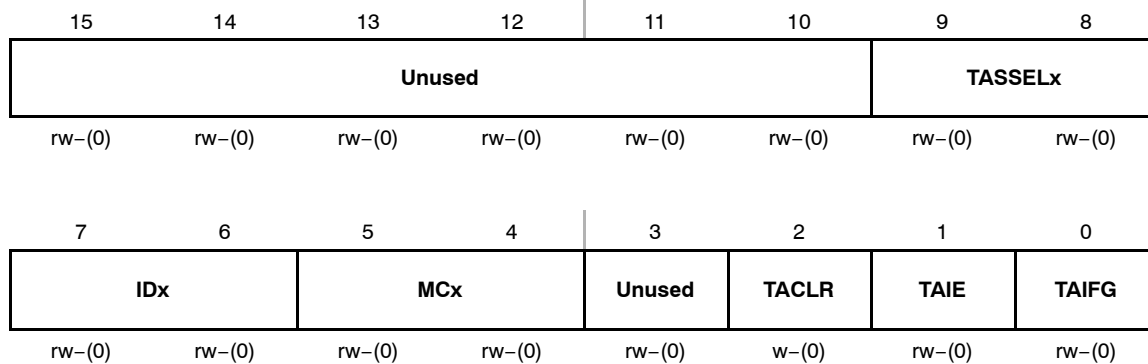 15 14 13 12 11 10 9 8
Unused TASSELx
rw−(0) rw−(0) rw−(0) rw−(0) rw−(0) rw−(0) rw−(0) rw−(0)
7 6 5 4 3 2 1 0
IDx MCx Unused TACLR TAIE TAIFG
rw−(0) rw−(0) rw−(0) rw−(0) rw−(0) w−(0) rw−(0) rw−(0)